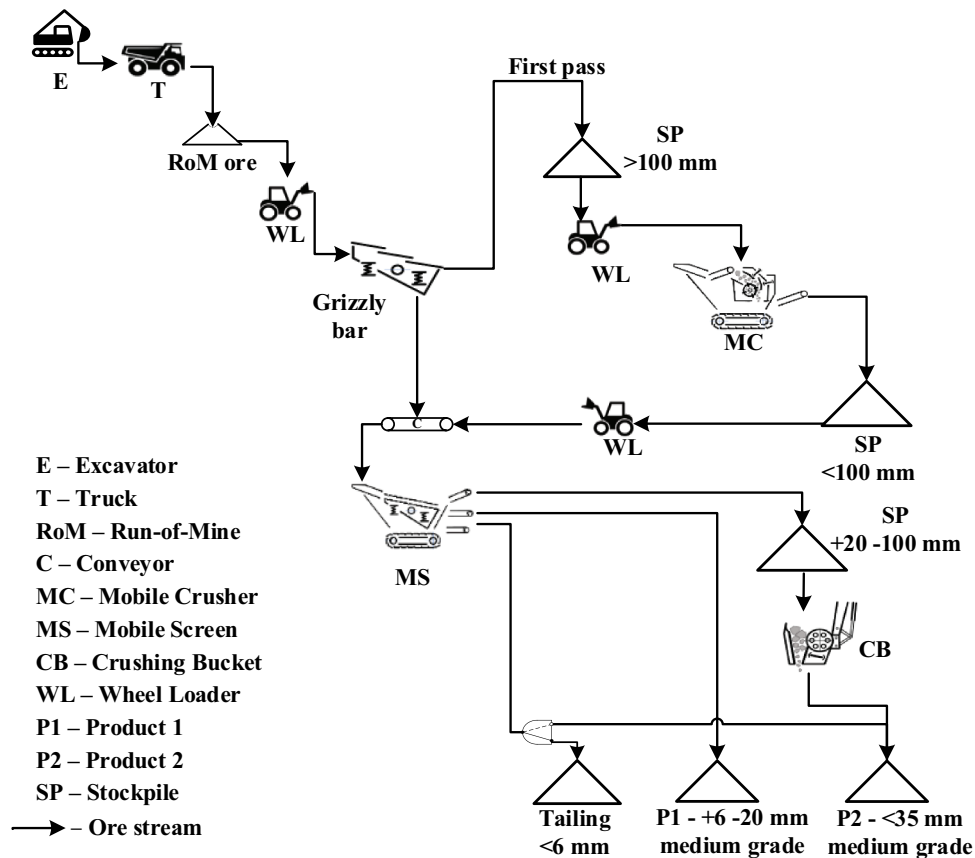 First pass
E
T
SP
>100 mm
RoM ore
WL
WL
Grizzly
bar
MC
C
WL
SP
<100 mm
E – Excavator
T – Truck
RoM – Run-of-Mine
C – Conveyor
MC – Mobile Crusher
MS – Mobile Screen
CB – Crushing Bucket
WL – Wheel Loader
P1 – Product 1
P2 – Product 2
SP – Stockpile
– Ore stream
MS
SP
+20 -100 mm
CB
Tailing
<6 mm
P1 - +6 -20 mm
medium grade
P2 - <35 mm
medium grade